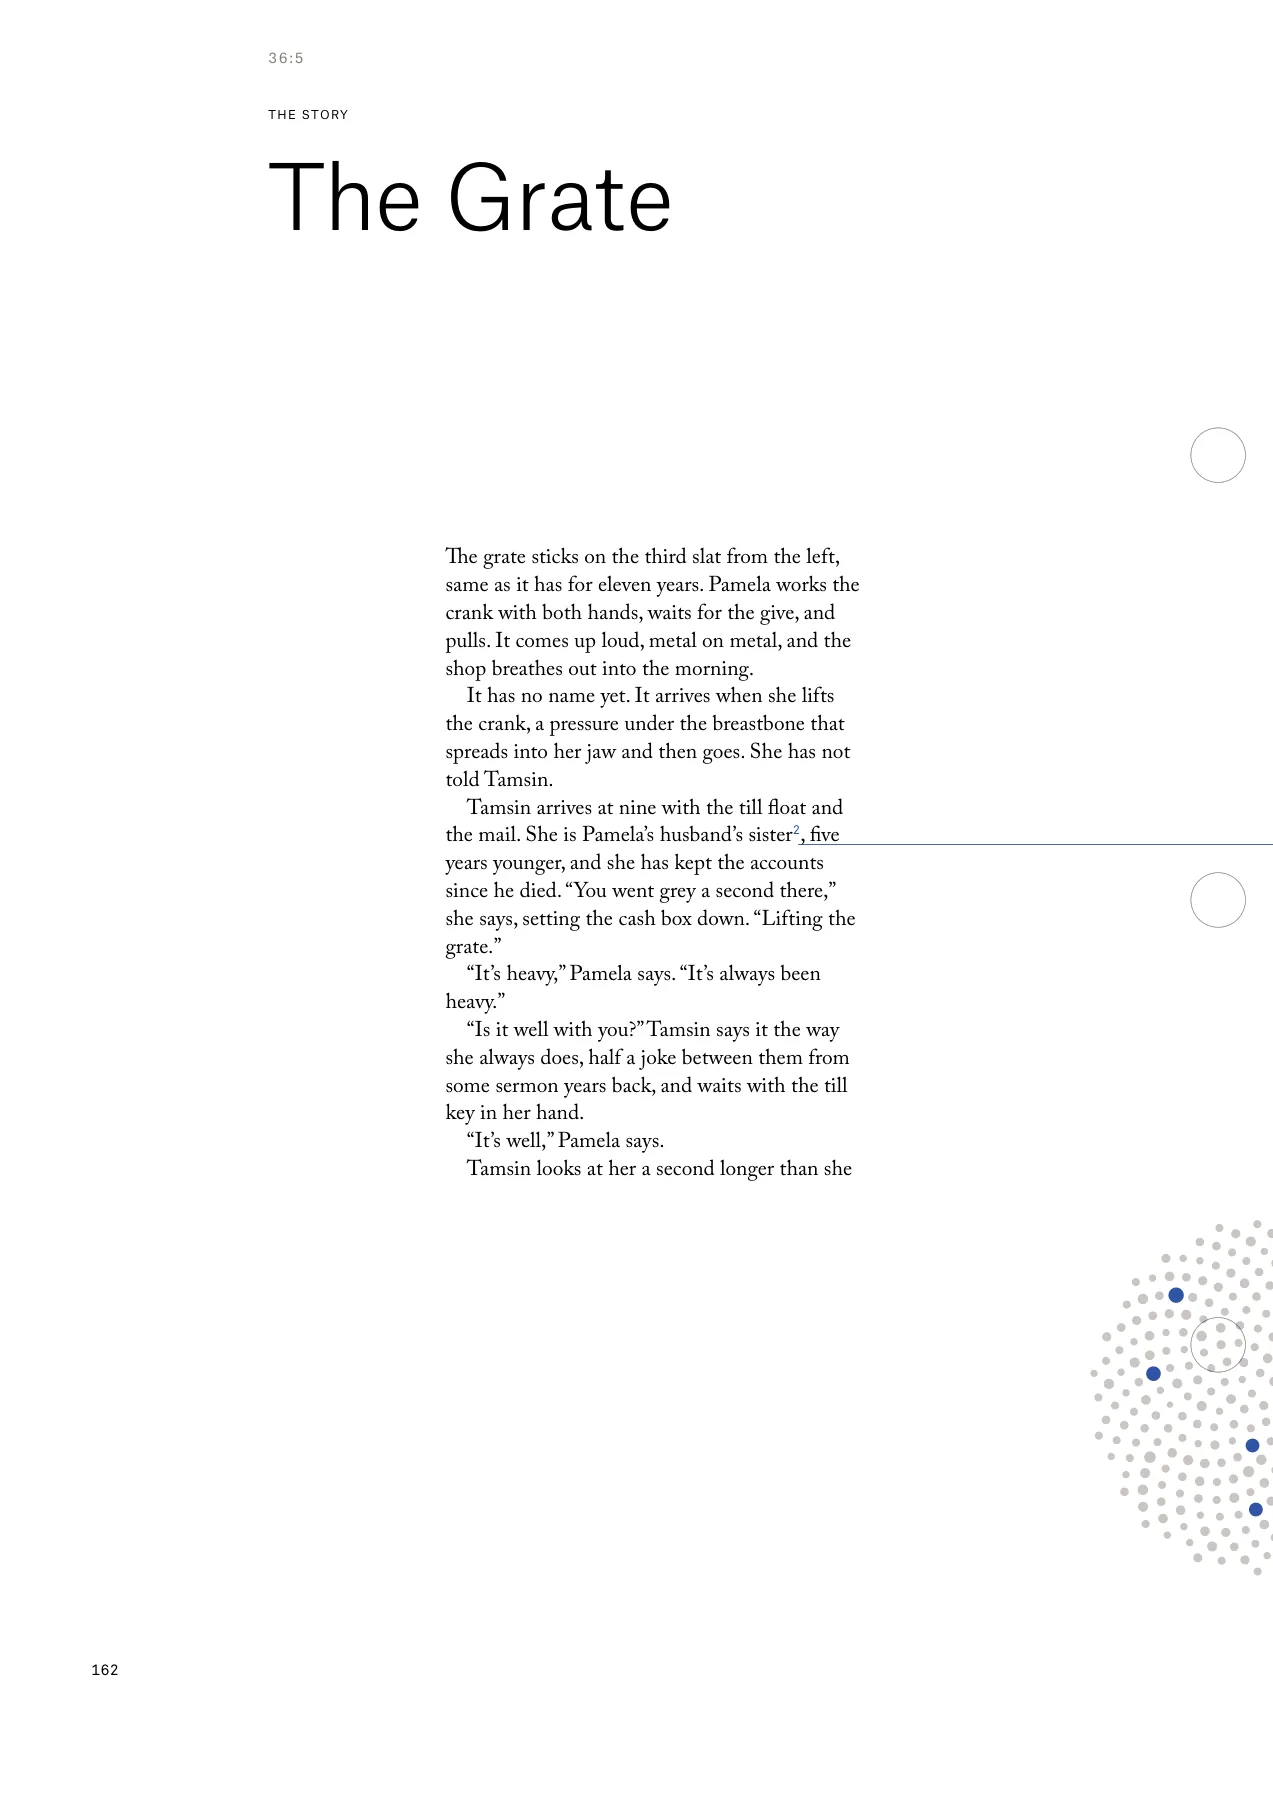 36:5
THE STORY
The Grate
The grate sticks on the third slat from the left,
same as it has for eleven years. Pamela works the
crank with both hands, waits for the give, and
pulls. It comes up loud, metal on metal, and the
shop breathes out into the morning.
It has no name yet. It arrives when she lifts
the crank, a pressure under the breastbone that
spreads into her jaw and then goes. She has not
told Tamsin.
Tamsin arrives at nine with the till float and
the mail. She is Pamela’s husband’s sister², five
years younger, and she has kept the accounts
since he died. “You went grey a second there,”
she says, setting the cash box down. “Lifting the
grate.”
“It’s heavy,” Pamela says. “It’s always been
heavy.”
“Is it well with you?” Tamsin says it the way
she always does, half a joke between them from
some sermon years back, and waits with the till
key in her hand.
“It’s well,” Pamela says.
Tamsin looks at her a second longer than she
162